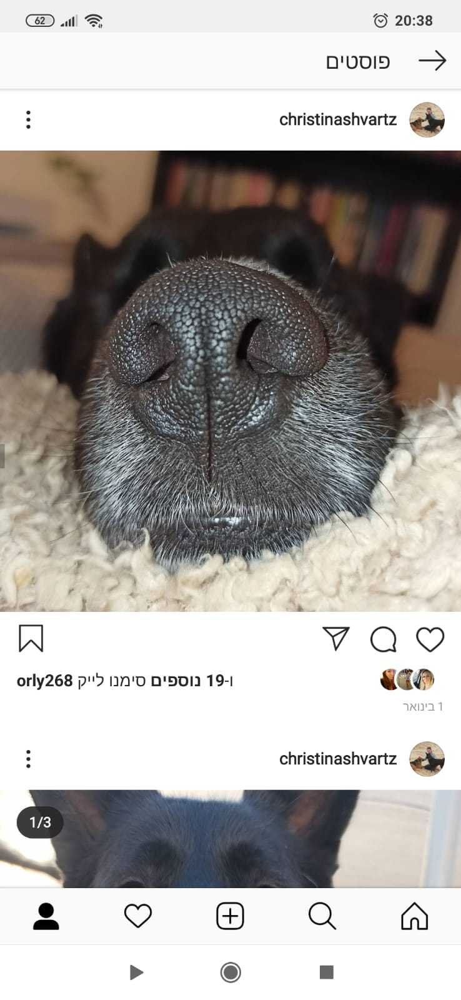 62
20:38
פוסטים
christinashvartz
orly268 ו-19 נוספים סימנו לייק
1 בינואר
christinashvartz
1/3